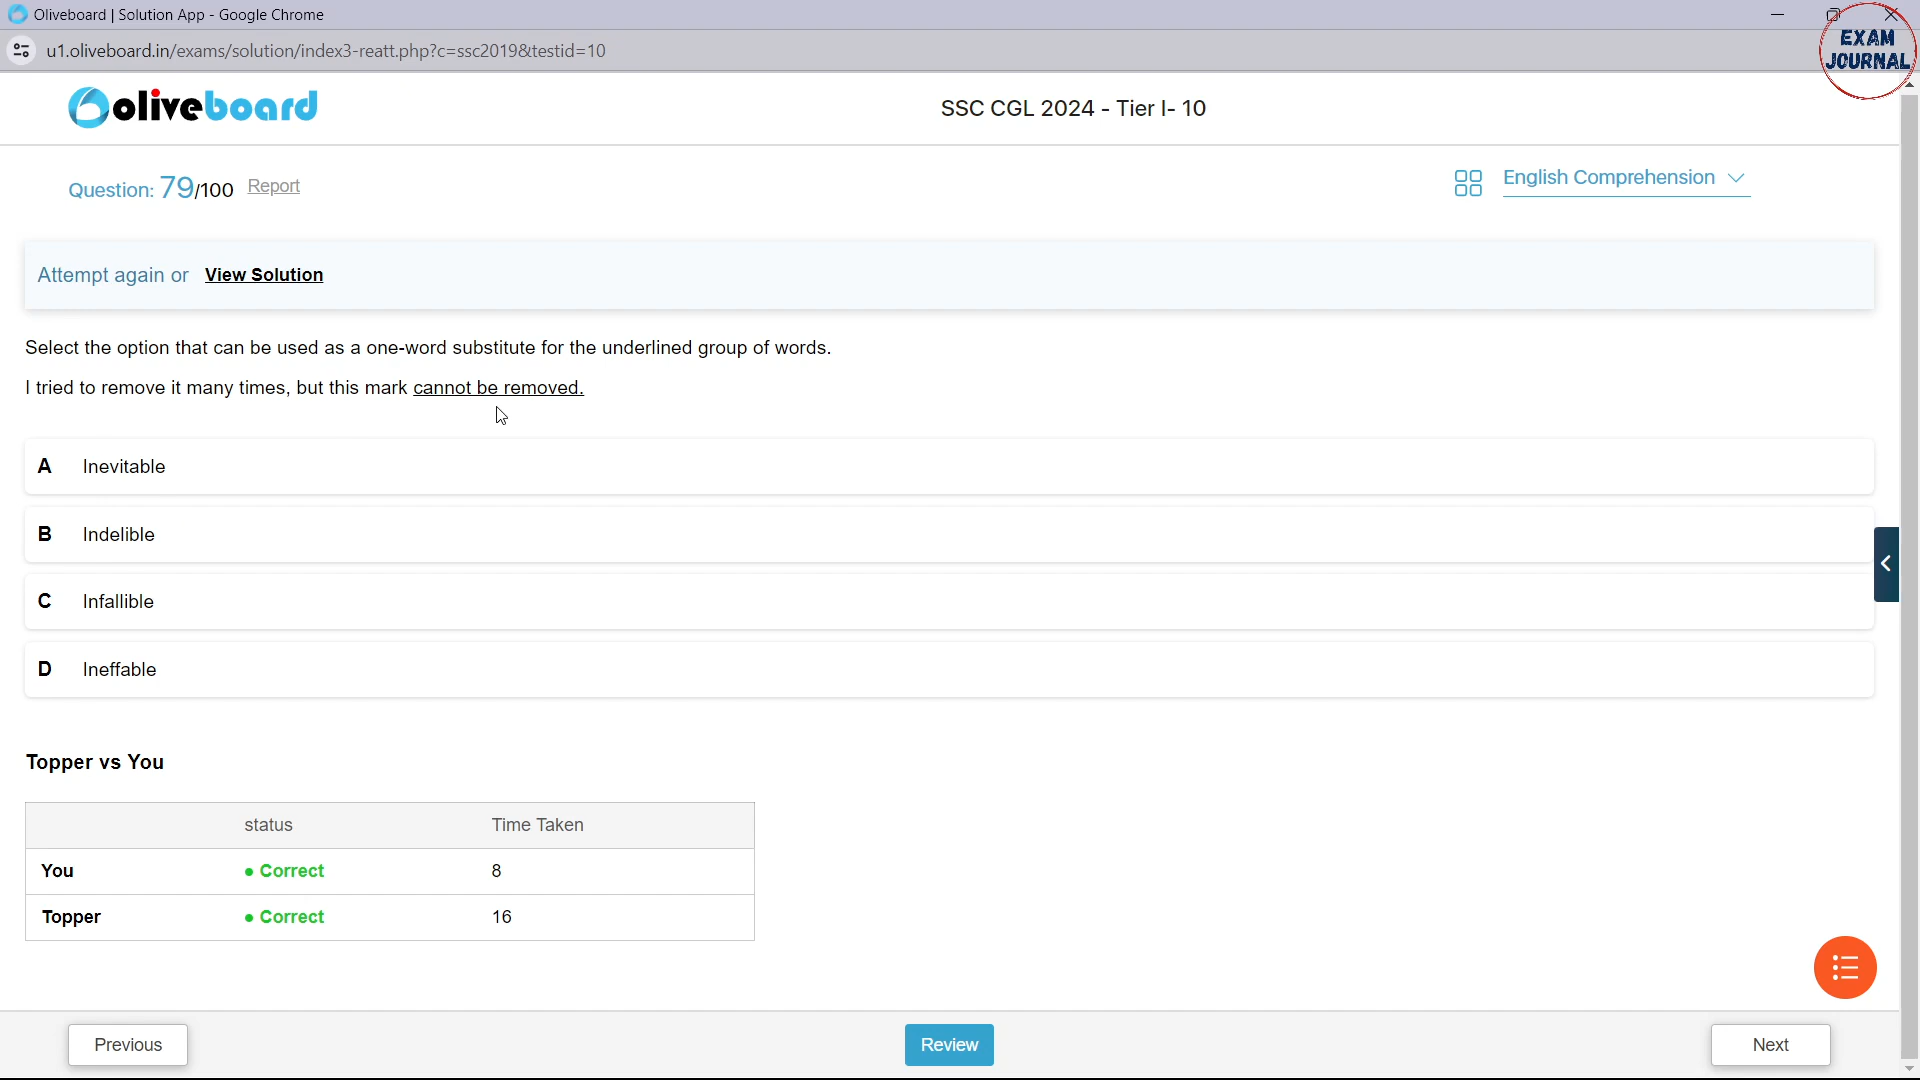 Oliveboard | Solution App - Google Chrome
u1.oliveboard.in/exams/solution/index3-reatt.php?c=ssc2019&testid=10
EXAM
JOURNAL
oliveboard
SSC CGL 2024 - Tier I- 10
Question: 79/100 Report
English Comprehension
Attempt again or View Solution
Select the option that can be used as a one-word substitute for the underlined group of words.
I tried to remove it many times, but this mark cannot be removed.
A Inevitable
B Indelible
C Infallible
D Ineffable
Topper vs You
status Time Taken
You • Correct 8
Topper • Correct 16
Previous Review Next